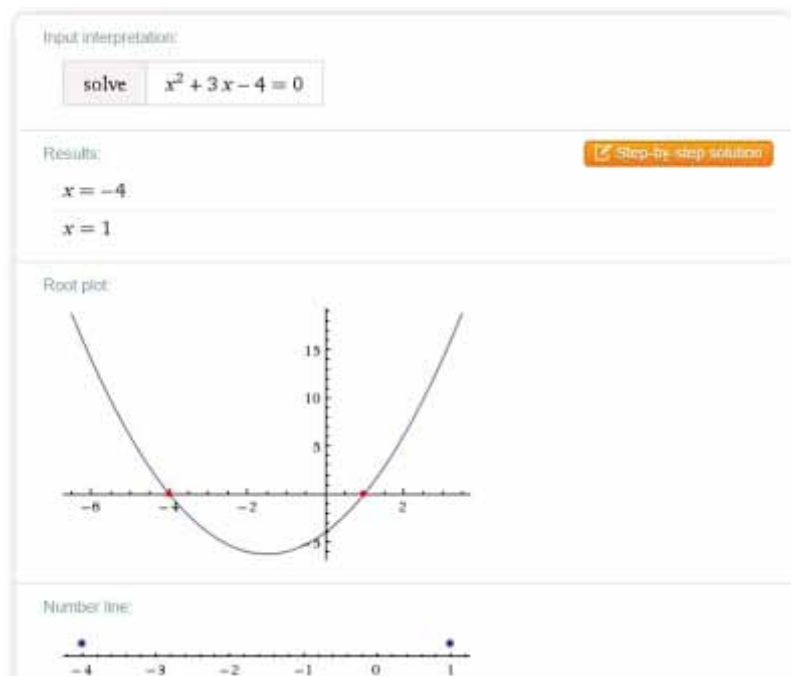 Input interpretation:
solve x² + 3 x − 4 = 0
Results:
Step-by-step solution
x = −4
x = 1
Root plot:
15
10
5
−6 −4 −2 2
−5
Number line:
−4 −3 −2 −1 0 1